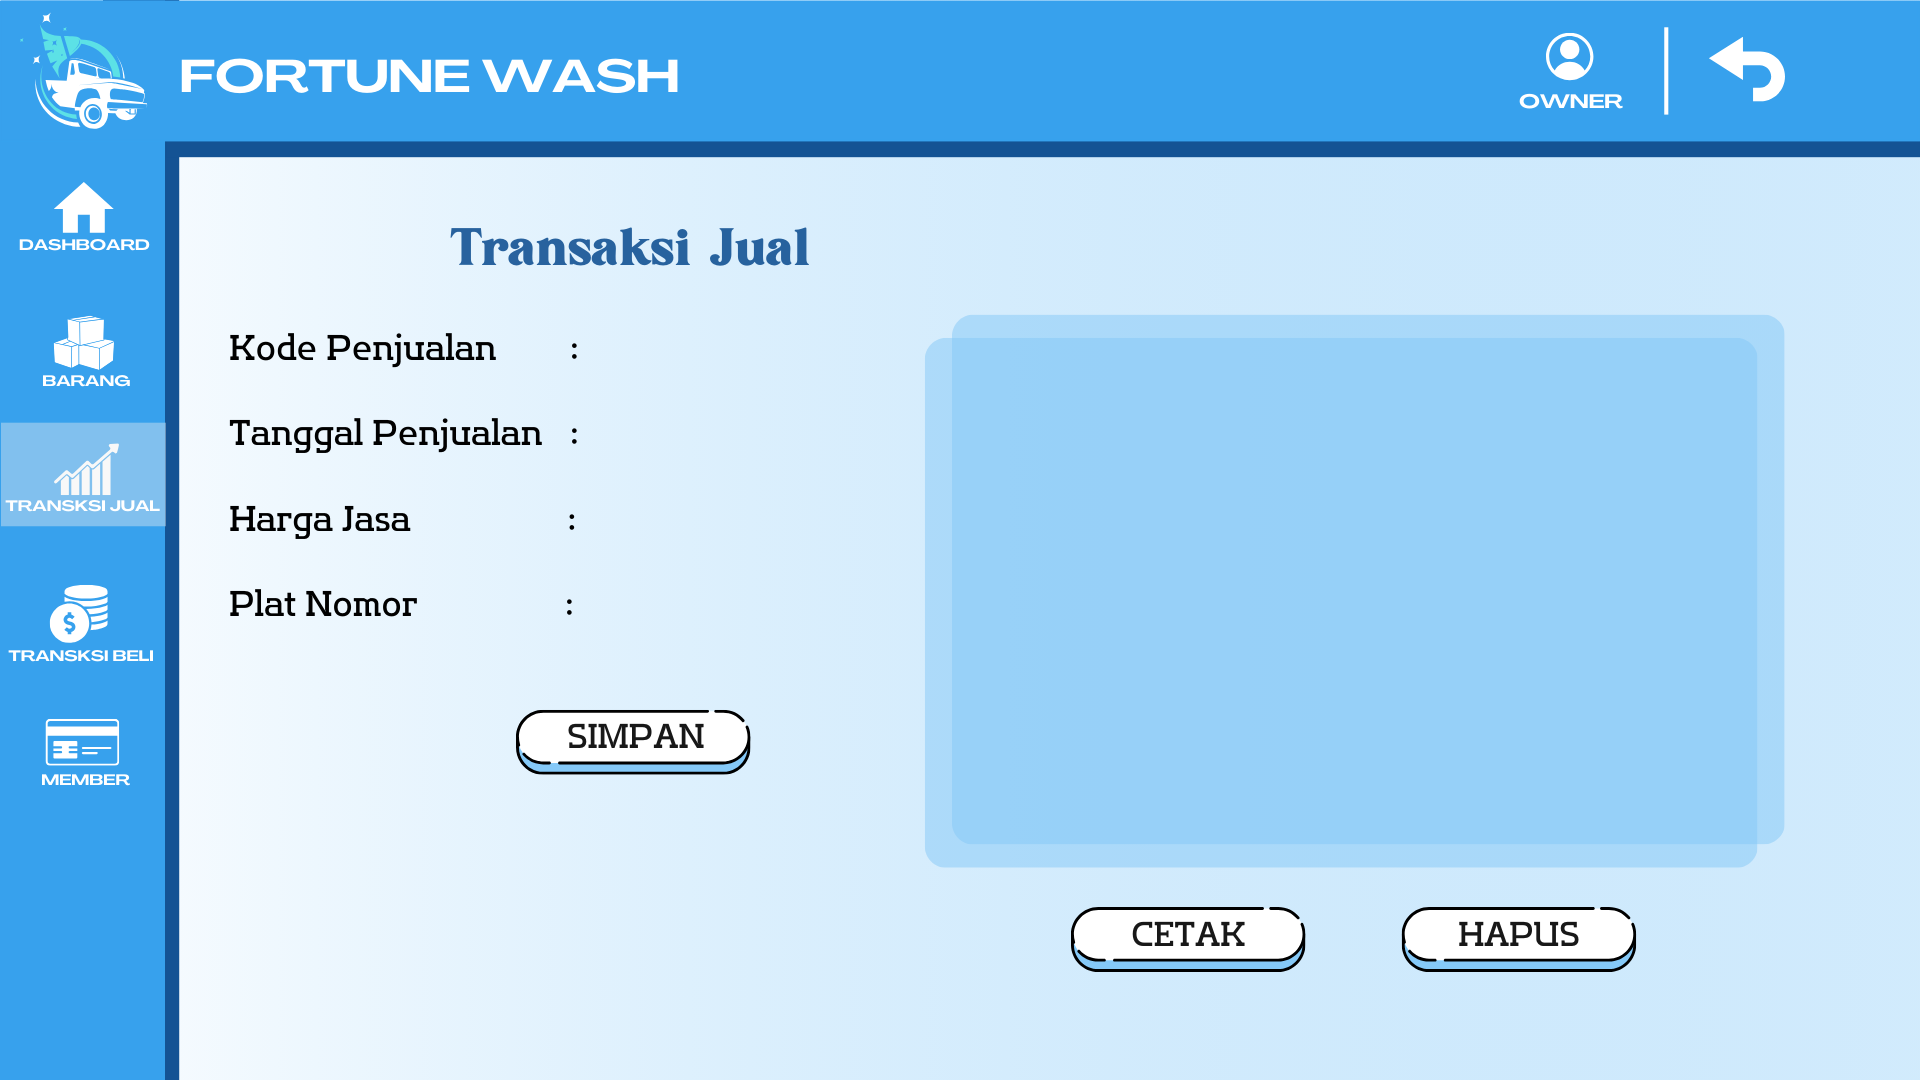 FORTUNE WASH
OWNER
DASHBOARD
BARANG
TRANSKSI JUAL
TRANSKSI BELI
MEMBER
Transaksi Jual
Kode Penjualan :
Tanggal Penjualan :
Harga Jasa :
Plat Nomor :
SIMPAN
CETAK
HAPUS